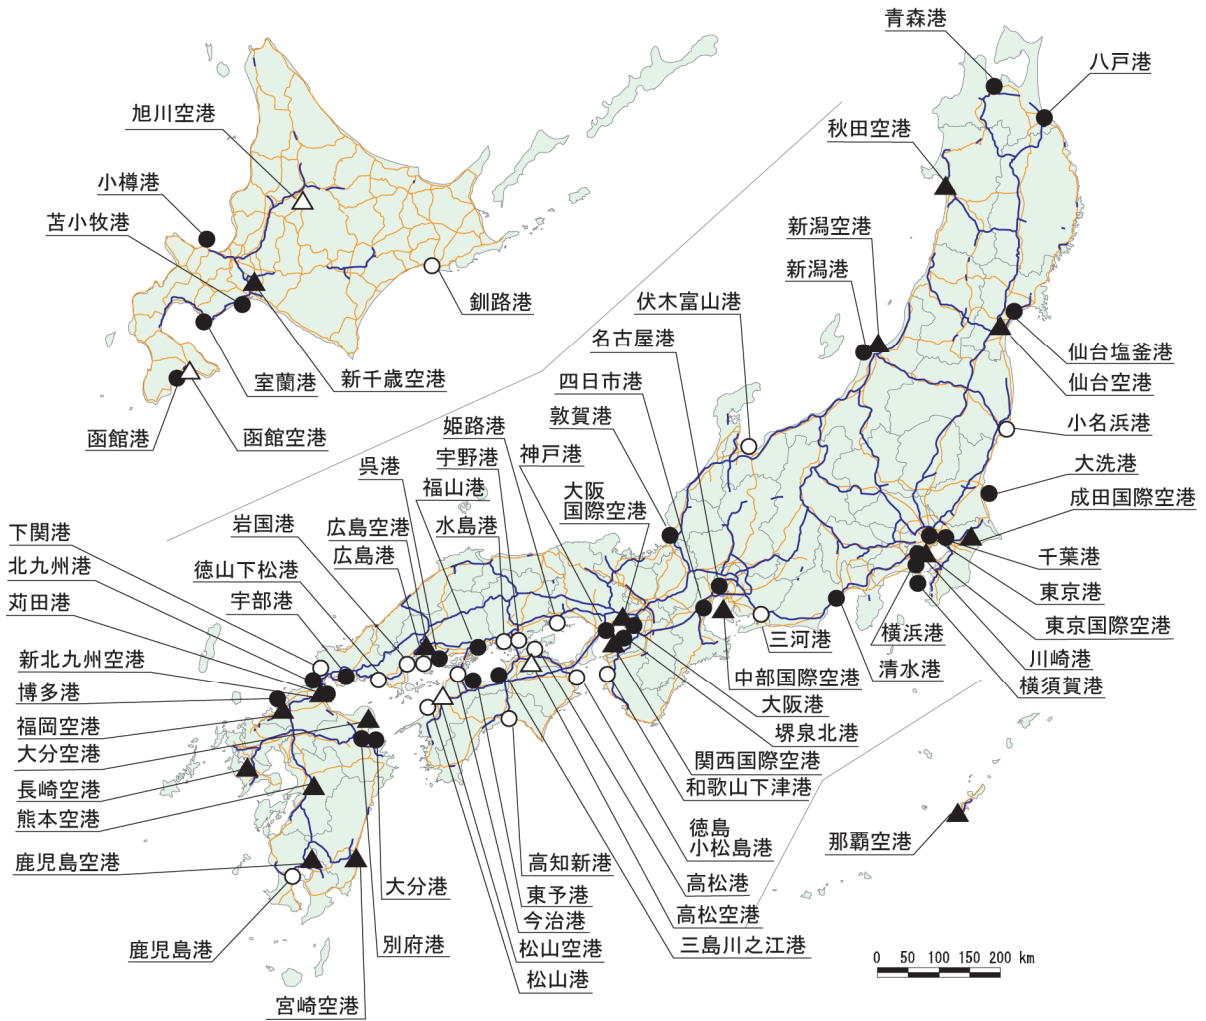 青森港
八戸港
旭川空港
秋田空港
小樽港
苫小牧港
新潟空港
新潟港
釧路港
伏木富山港
名古屋港
仙台塩釜港
室蘭港
新千歳空港
四日市港
仙台空港
函館港
函館空港
敦賀港
小名浜港
姫路港
宇野港
神戸港
呉港
大洗港
福山港
大阪
国際空港
成田国際空港
岩国港
広島空港
水島港
下関港
広島港
千葉港
北九州港
徳山下松港
東京港
苅田港
宇部港
東京国際空港
三河港
横浜港
新北九州空港
川崎港
清水港
中部国際空港
横須賀港
博多港
大阪港
福岡空港
堺泉北港
大分空港
関西国際空港
長崎空港
和歌山下津港
熊本空港
徳島
小松島港
那覇空港
鹿児島空港
高知新港
大分港
高松港
東予港
高松空港
今治港
別府港
三島川之江港
鹿児島港
松山空港
松山港
0 50 100 150 200 km
宮崎空港